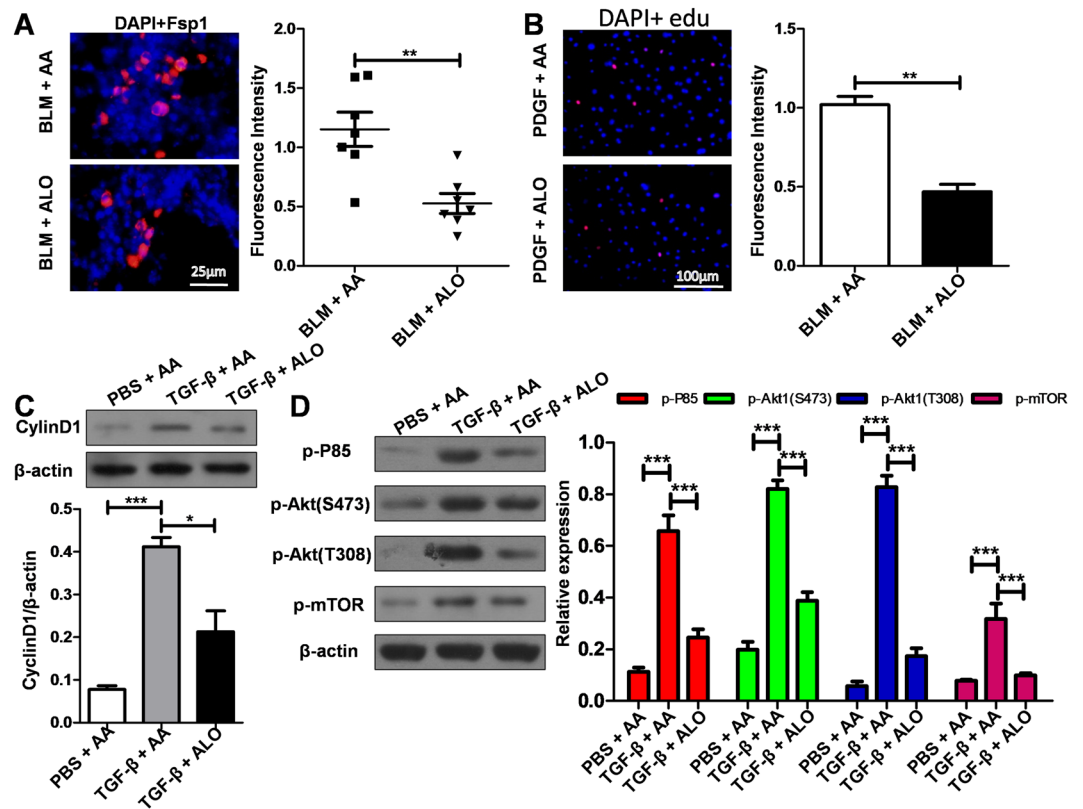 A
DAPI+Fsp1
BLM + AA
BLM + ALO
25μm
Fluorescence Intensity
2.0
1.5
1.0
0.5
0.0
**
BLM + AA
BLM + ALO
B
DAPI+ edu
PDGF + AA
PDGF + ALO
100μm
Fluorescence Intensity
1.5
1.0
0.5
0.0
**
BLM + AA
BLM + ALO
C
PBS + AA
TGF-β + AA
TGF-β + ALO
CylinD1
β-actin
CyclinD1/β-actin
0.5
0.4
0.3
0.2
0.1
0.0
***
*
PBS + AA
TGF-β + AA
TGF-β + ALO
D
PBS + AA
TGF-β + AA
TGF-β + ALO
p-P85
p-Akt(S473)
p-Akt(T308)
p-mTOR
β-actin
p-P85 p-Akt1(S473) p-Akt1(T308) p-mTOR
Relative expression
1.0
0.8
0.6
0.4
0.2
0.0
***
***
***
***
***
***
***
***
PBS + AA
TGF-β + AA
TGF-β + ALO
PBS + AA
TGF-β + AA
TGF-β + ALO
PBS + AA
TGF-β + AA
TGF-β + ALO
PBS + AA
TGF-β + AA
TGF-β + ALO